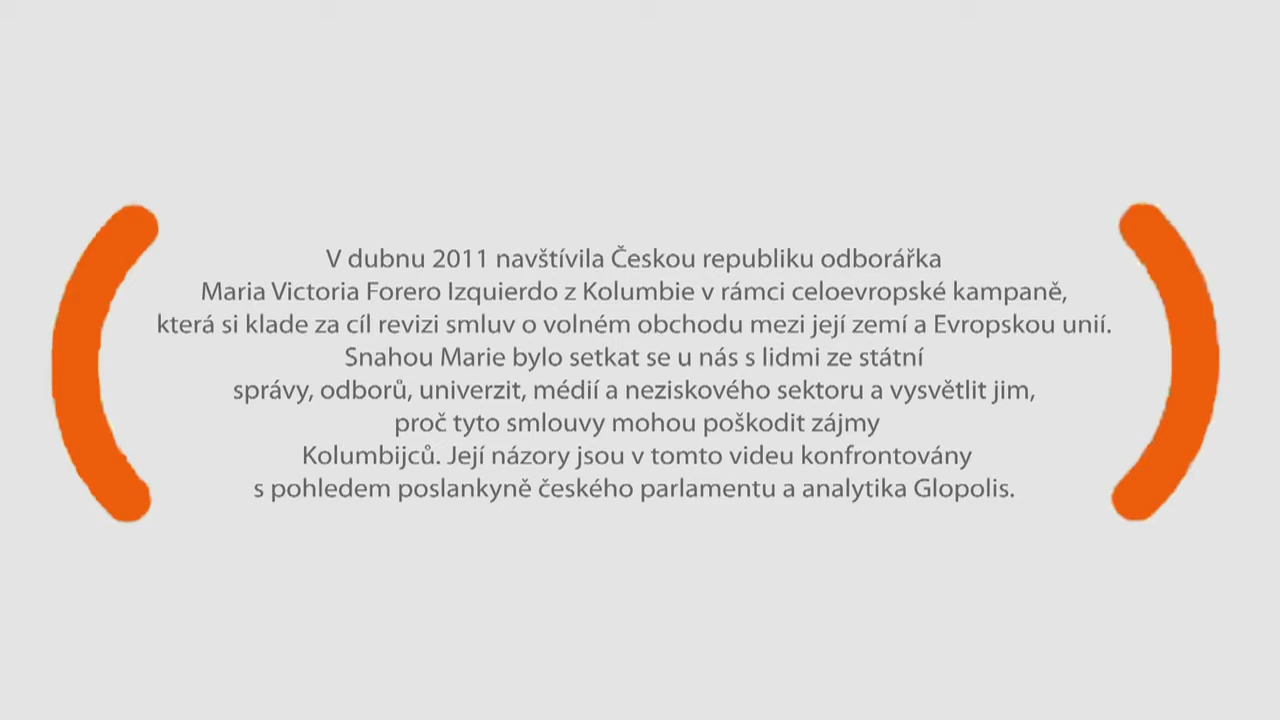 V dubnu 2011 navštívila Českou republiku odborářka
Maria Victoria Forero Izquierdo z Kolumbie v rámci celoevropské kampaně,
která si klade za cíl revizi smluv o volném obchodu mezi její zemí a Evropskou unií.
Snahou Marie bylo setkat se u nás s lidmi ze státní
správy, odborů, univerzit, médií a neziskového sektoru a vysvětlit jim,
proč tyto smlouvy mohou poškodit zájmy
Kolumbijců. Její názory jsou v tomto videu konfrontovány
s pohledem poslankyně českého parlamentu a analytika Glopolis.